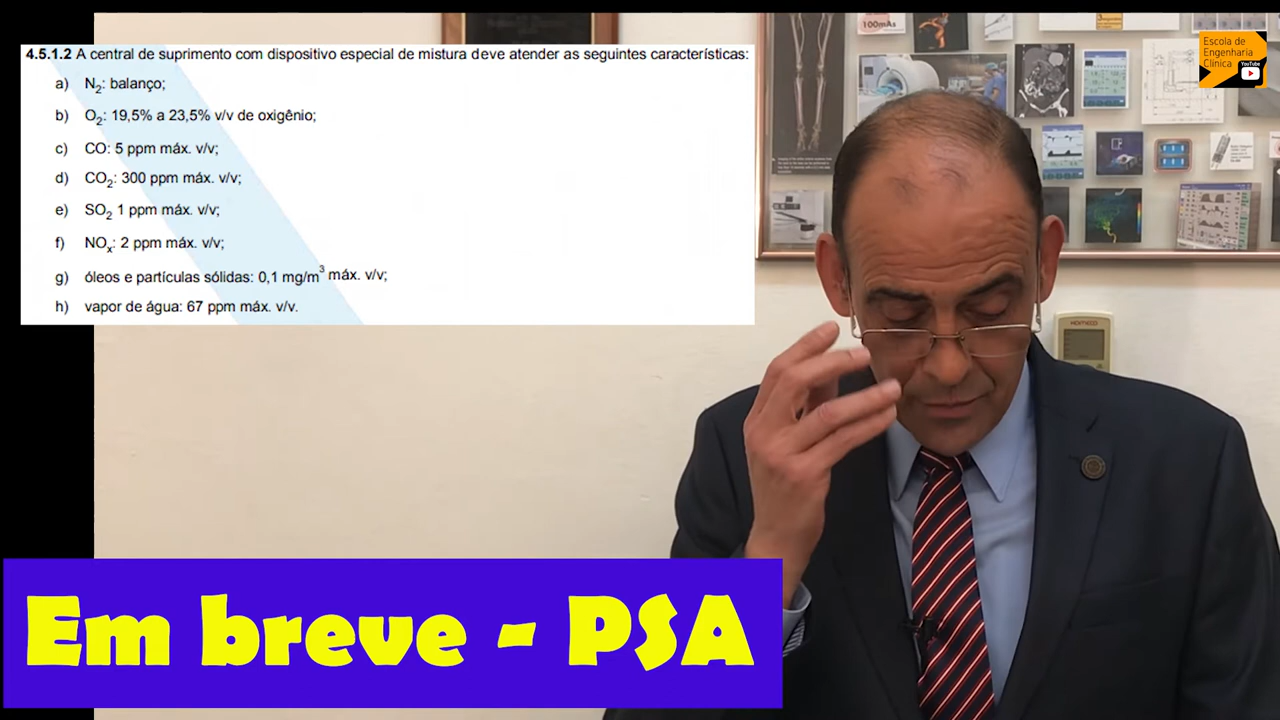 4.5.1.2 A central de suprimento com dispositivo especial de mistura deve atender as seguintes características:
a) N₂: balanço;
b) O₂: 19,5% a 23,5% v/v de oxigênio;
c) CO: 5 ppm máx. v/v;
d) CO₂: 300 ppm máx. v/v;
e) SO₂ 1 ppm máx. v/v;
f) NOₓ: 2 ppm máx. v/v;
g) óleos e partículas sólidas: 0,1 mg/m³ máx. v/v;
h) vapor de água: 67 ppm máx. v/v.
100mAs
Escola de
Engenharia
Clínica
YouTube
KOMECO
Em breve - PSA